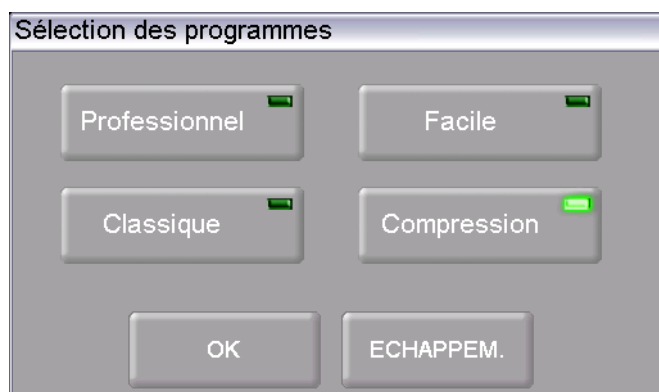 Sélection des programmes
Professionnel
Facile
Classique
Compression
OK
ECHAPPEM.